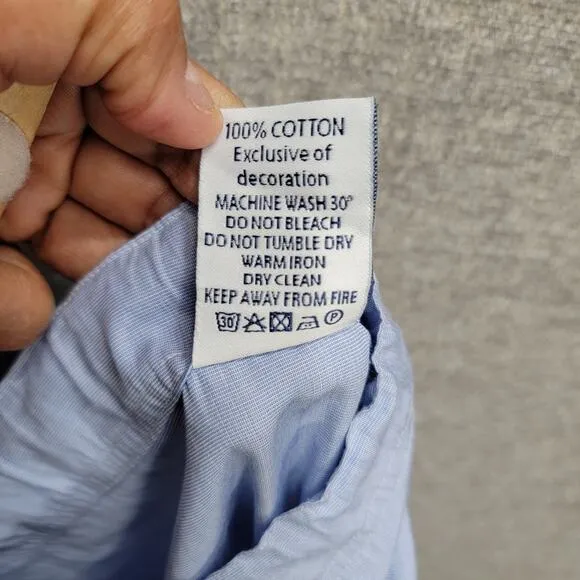 100% COTTON
Exclusive of
decoration
MACHINE WASH 30°
DO NOT BLEACH
DO NOT TUMBLE DRY
WARM IRON
DRY CLEAN
KEEP AWAY FROM FIRE
30 P